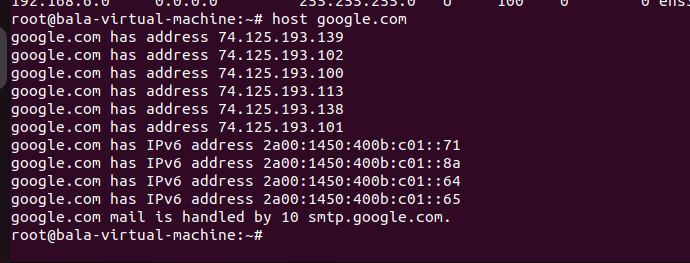 192.168.6.0 0.0.0.0 255.255.255.0 U 100 0 0 ens3
root@bala-virtual-machine:~# host google.com
google.com has address 74.125.193.139
google.com has address 74.125.193.102
google.com has address 74.125.193.100
google.com has address 74.125.193.113
google.com has address 74.125.193.138
google.com has address 74.125.193.101
google.com has IPv6 address 2a00:1450:400b:c01::71
google.com has IPv6 address 2a00:1450:400b:c01::8a
google.com has IPv6 address 2a00:1450:400b:c01::64
google.com has IPv6 address 2a00:1450:400b:c01::65
google.com mail is handled by 10 smtp.google.com.
root@bala-virtual-machine:~#